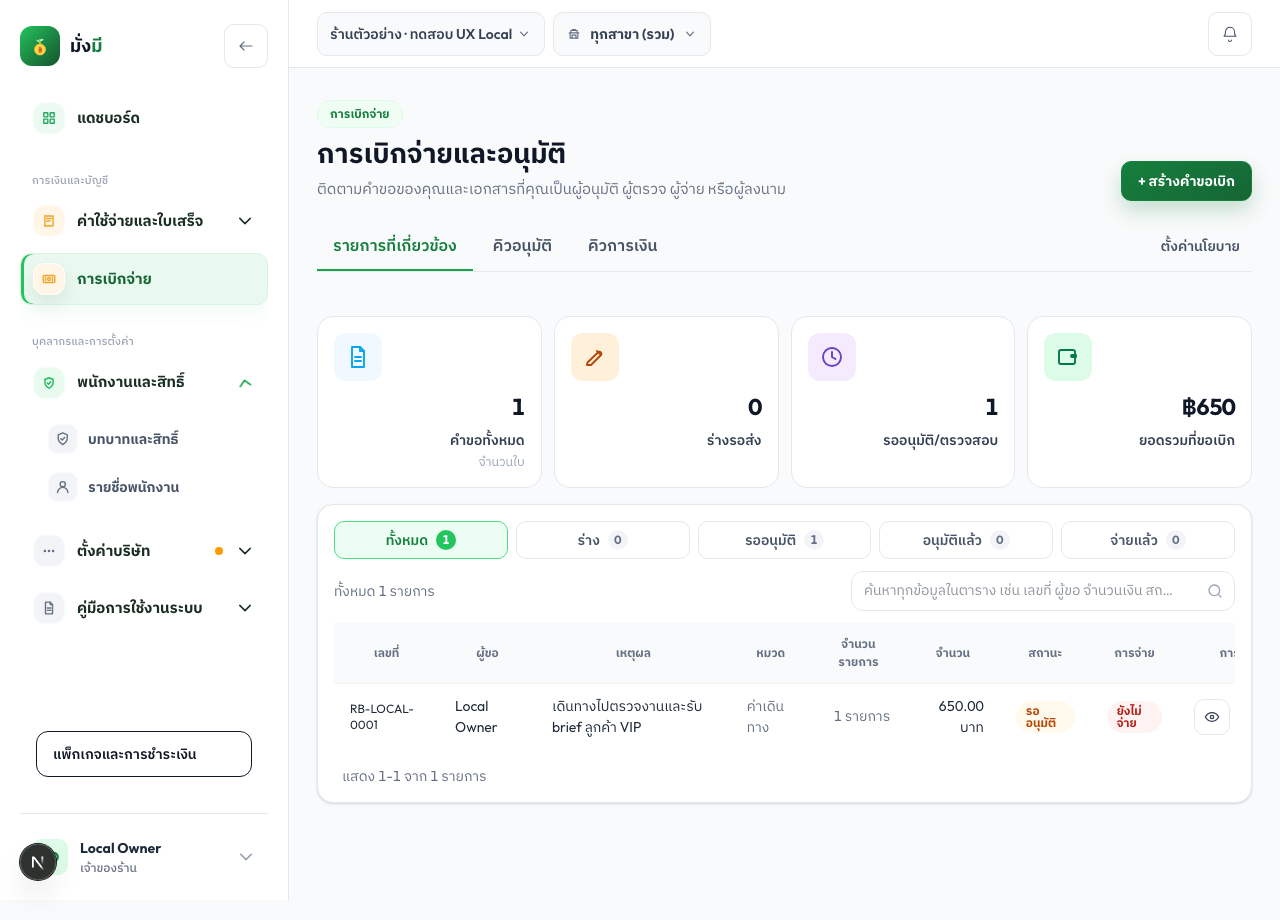 มั่งมี
ร้านตัวอย่าง · ทดสอบ UX Local
ทุกสาขา (รวม)
แดชบอร์ด
การเงินและบัญชี
ค่าใช้จ่ายและใบเสร็จ
การเบิกจ่าย
บุคลากรและการตั้งค่า
พนักงานและสิทธิ์
บทบาทและสิทธิ์
รายชื่อพนักงาน
ตั้งค่าบริษัท
คู่มือการใช้งานระบบ
แพ็กเกจและการชำระเงิน
Local Owner
เจ้าของร้าน
N
การเบิกจ่าย
การเบิกจ่ายและอนุมัติ
ติดตามคำขอของคุณและเอกสารที่คุณเป็นผู้อนุมัติ ผู้ตรวจ ผู้จ่าย หรือผู้ลงนาม
+ สร้างคำขอเบิก
รายการที่เกี่ยวข้อง
คิวอนุมัติ
คิวการเงิน
ตั้งค่านโยบาย
1
คำขอทั้งหมด
จำนวนใบ
0
ร่างรอส่ง
1
รออนุมัติ/ตรวจสอบ
฿650
ยอดรวมที่ขอเบิก
ทั้งหมด 1
ร่าง 0
รออนุมัติ 1
อนุมัติแล้ว 0
จ่ายแล้ว 0
ทั้งหมด 1 รายการ
ค้นหาทุกข้อมูลในตาราง เช่น เลขที่ ผู้ขอ จำนวนเงิน สถ...
เลขที่
ผู้ขอ
เหตุผล
หมวด
จำนวน
รายการ
จำนวน
สถานะ
การจ่าย
RB-LOCAL-
0001
Local
Owner
เดินทางไปตรวจงานและรับ
brief ลูกค้า VIP
ค่าเดิน
ทาง
1 รายการ
650.00
บาท
รอ
อนุมัติ
ยังไม่
จ่าย
แสดง 1-1 จาก 1 รายการ